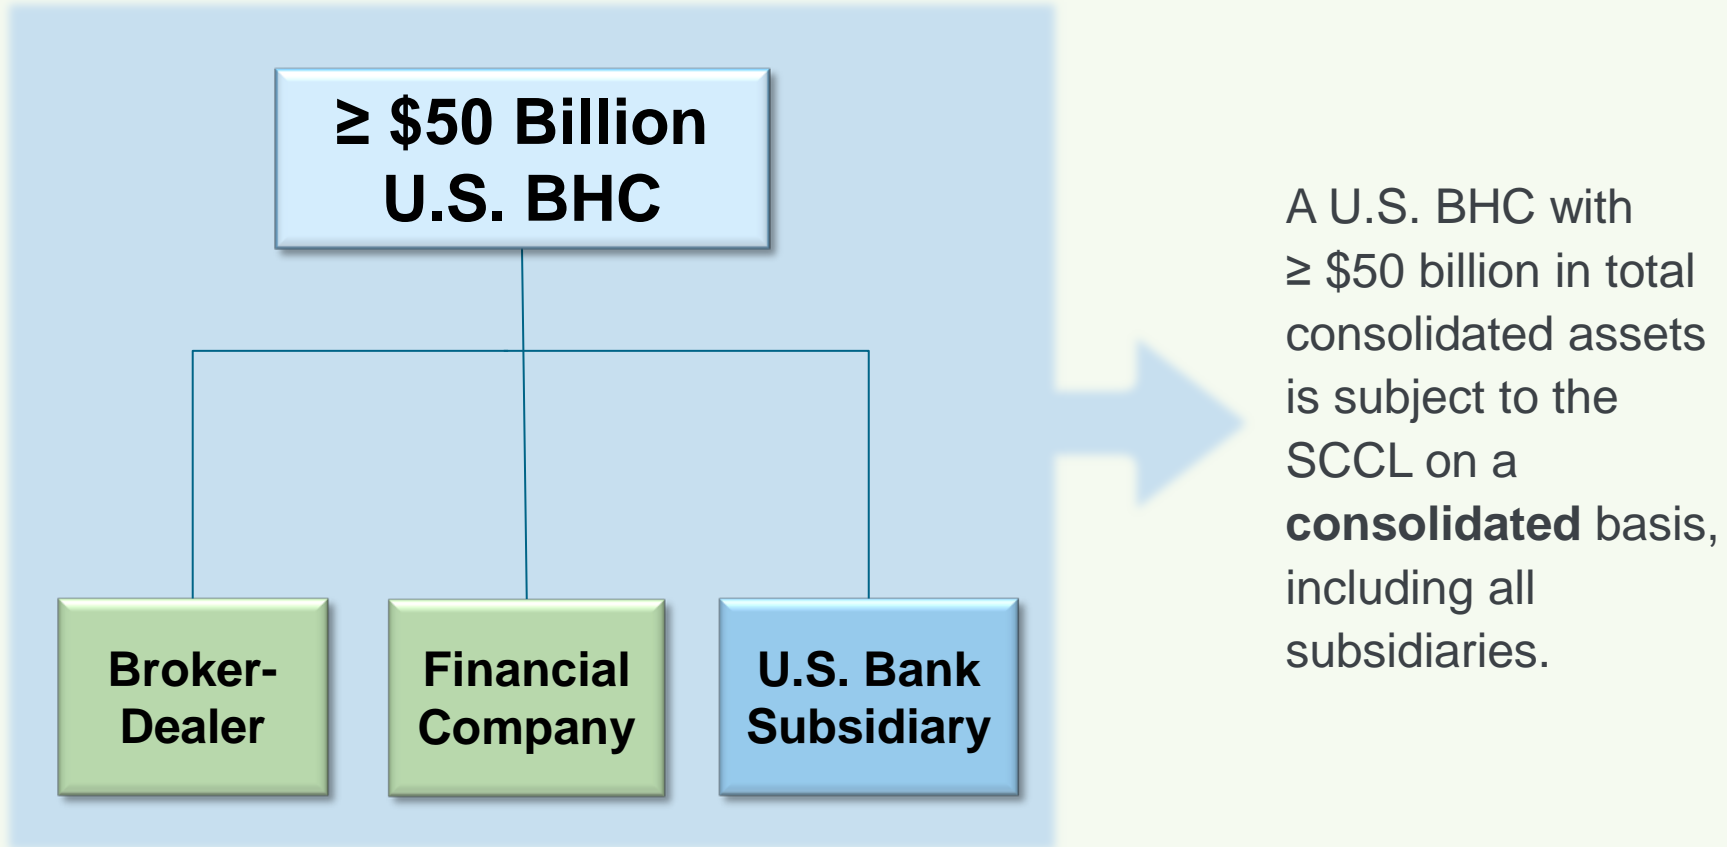 ≥ $50 Billion
U.S. BHC
Broker-
Dealer
Financial
Company
U.S. Bank
Subsidiary
A U.S. BHC with
≥ $50 billion in total
consolidated assets
is subject to the
SCCL on a
consolidated basis,
including all
subsidiaries.